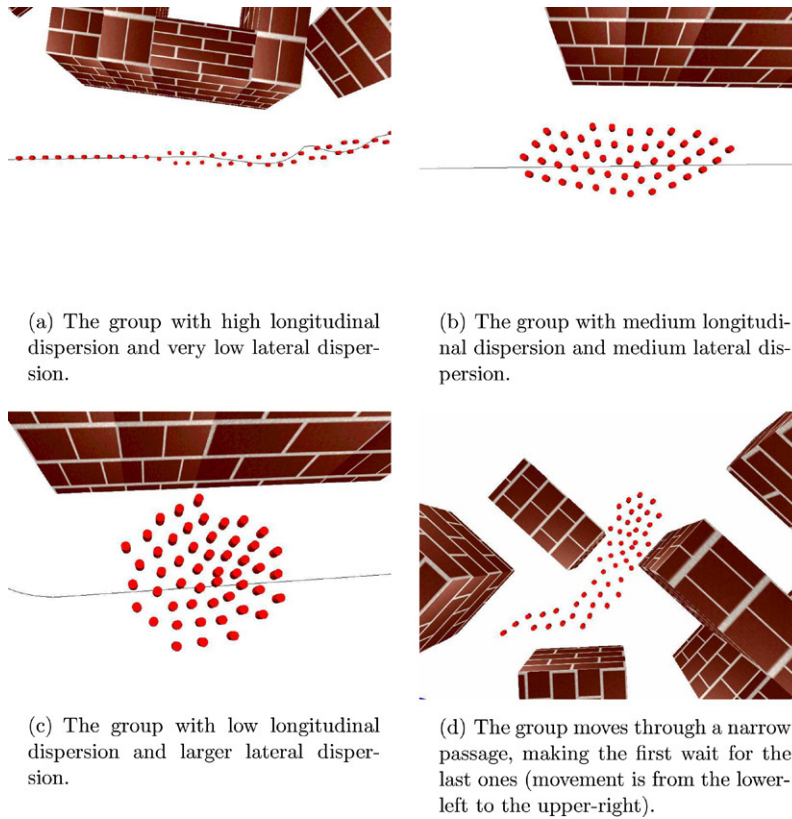 (a) The group with high longitudinal
dispersion and very low lateral disper-
sion.
(b) The group with medium longitudi-
nal dispersion and medium lateral dis-
persion.
(c) The group with low longitudinal
dispersion and larger lateral disper-
sion.
(d) The group moves through a narrow
passage, making the first wait for the
last ones (movement is from the lower-
left to the upper-right).